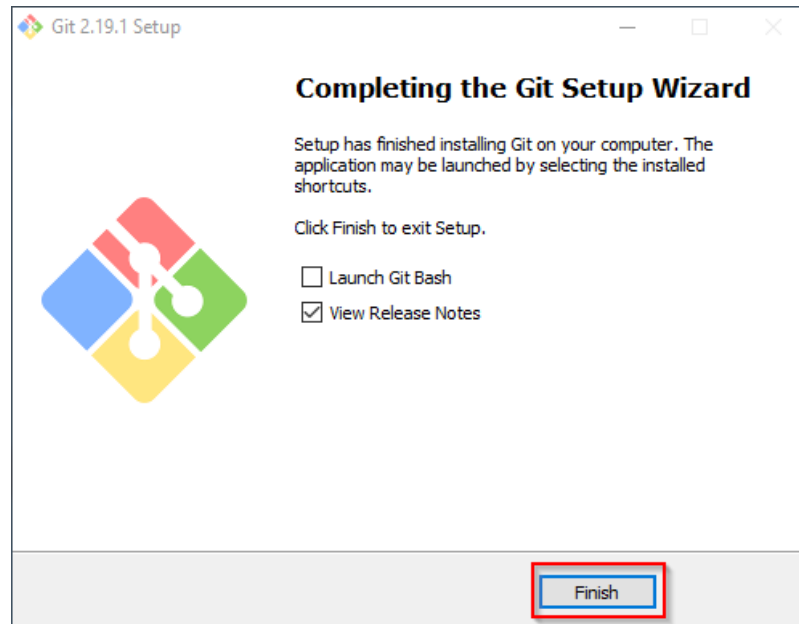 Git 2.19.1 Setup
Completing the Git Setup Wizard
Setup has finished installing Git on your computer. The
application may be launched by selecting the installed
shortcuts.
Click Finish to exit Setup.
Launch Git Bash
View Release Notes
Finish